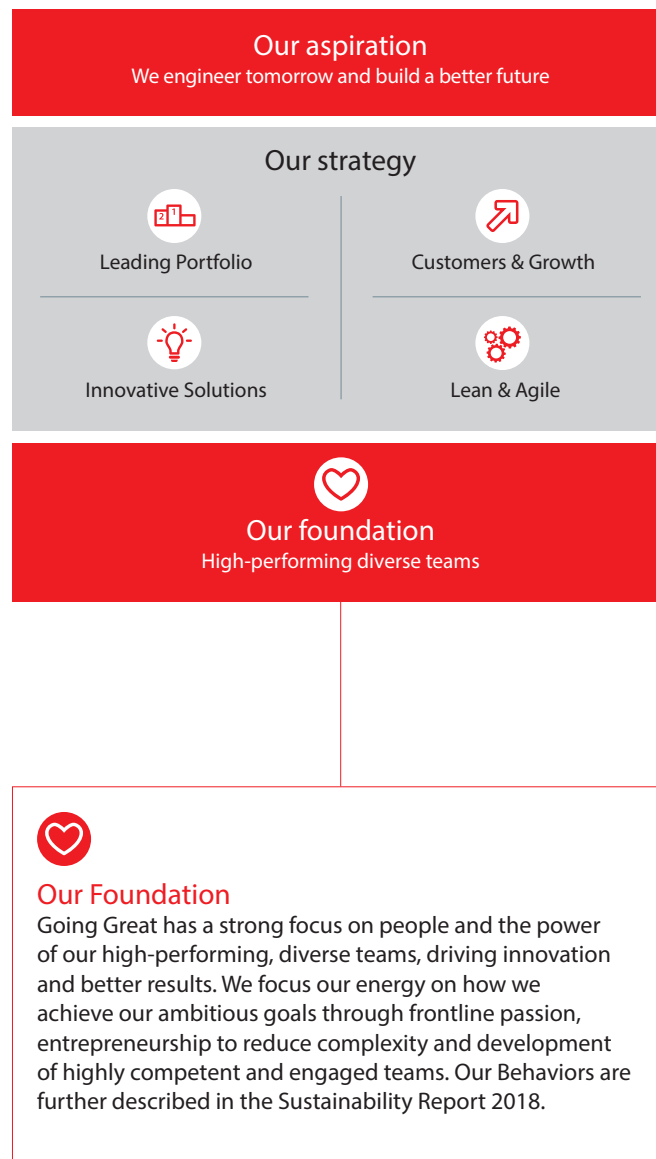 Our aspiration
We engineer tomorrow and build a better future
Our strategy
2 1
Leading Portfolio
Customers & Growth
Innovative Solutions
Lean & Agile
Our foundation
High-performing diverse teams
Our Foundation
Going Great has a strong focus on people and the power
of our high-performing, diverse teams, driving innovation
and better results. We focus our energy on how we
achieve our ambitious goals through frontline passion,
entrepreneurship to reduce complexity and development
of highly competent and engaged teams. Our Behaviors are
further described in the Sustainability Report 2018.